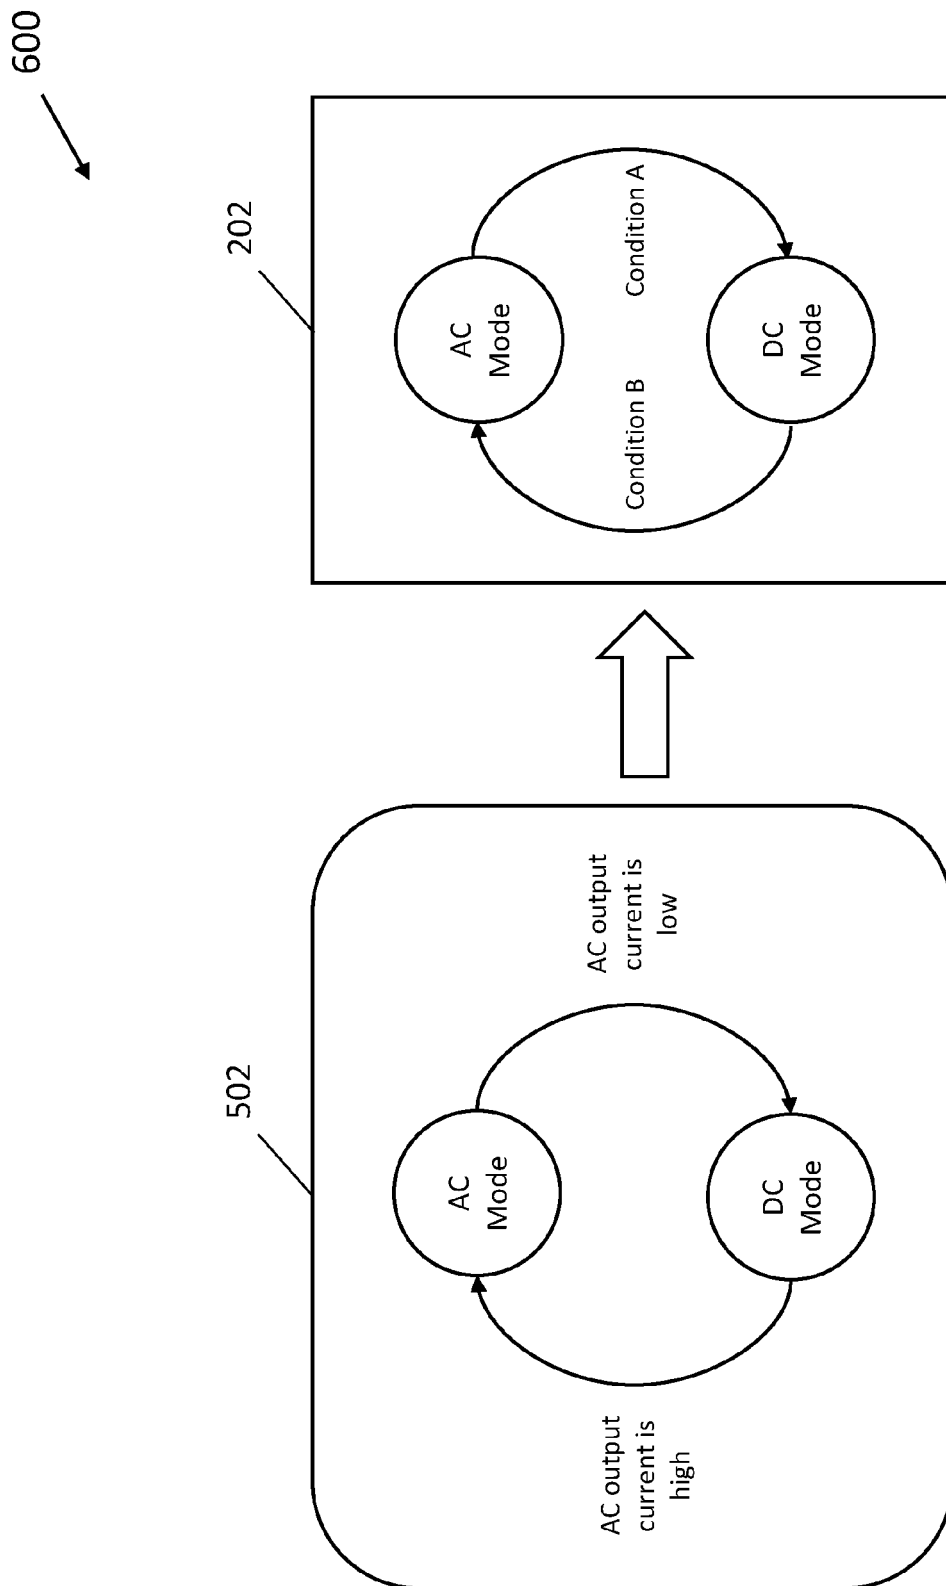 600
502
202
AC output
current is
high
AC
Mode
DC
Mode
AC output
current is
low
Condition B
AC
Mode
DC
Mode
Condition A